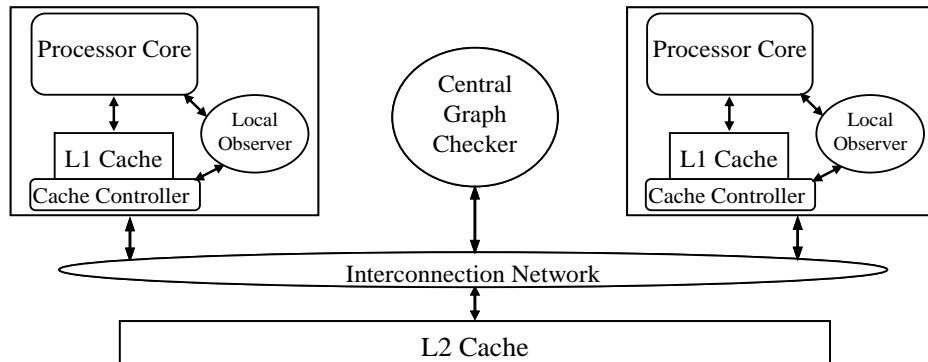 Processor Core
Local
Observer
L1 Cache
Cache Controller
Central
Graph
Checker
Processor Core
Local
Observer
L1 Cache
Cache Controller
Interconnection Network
L2 Cache